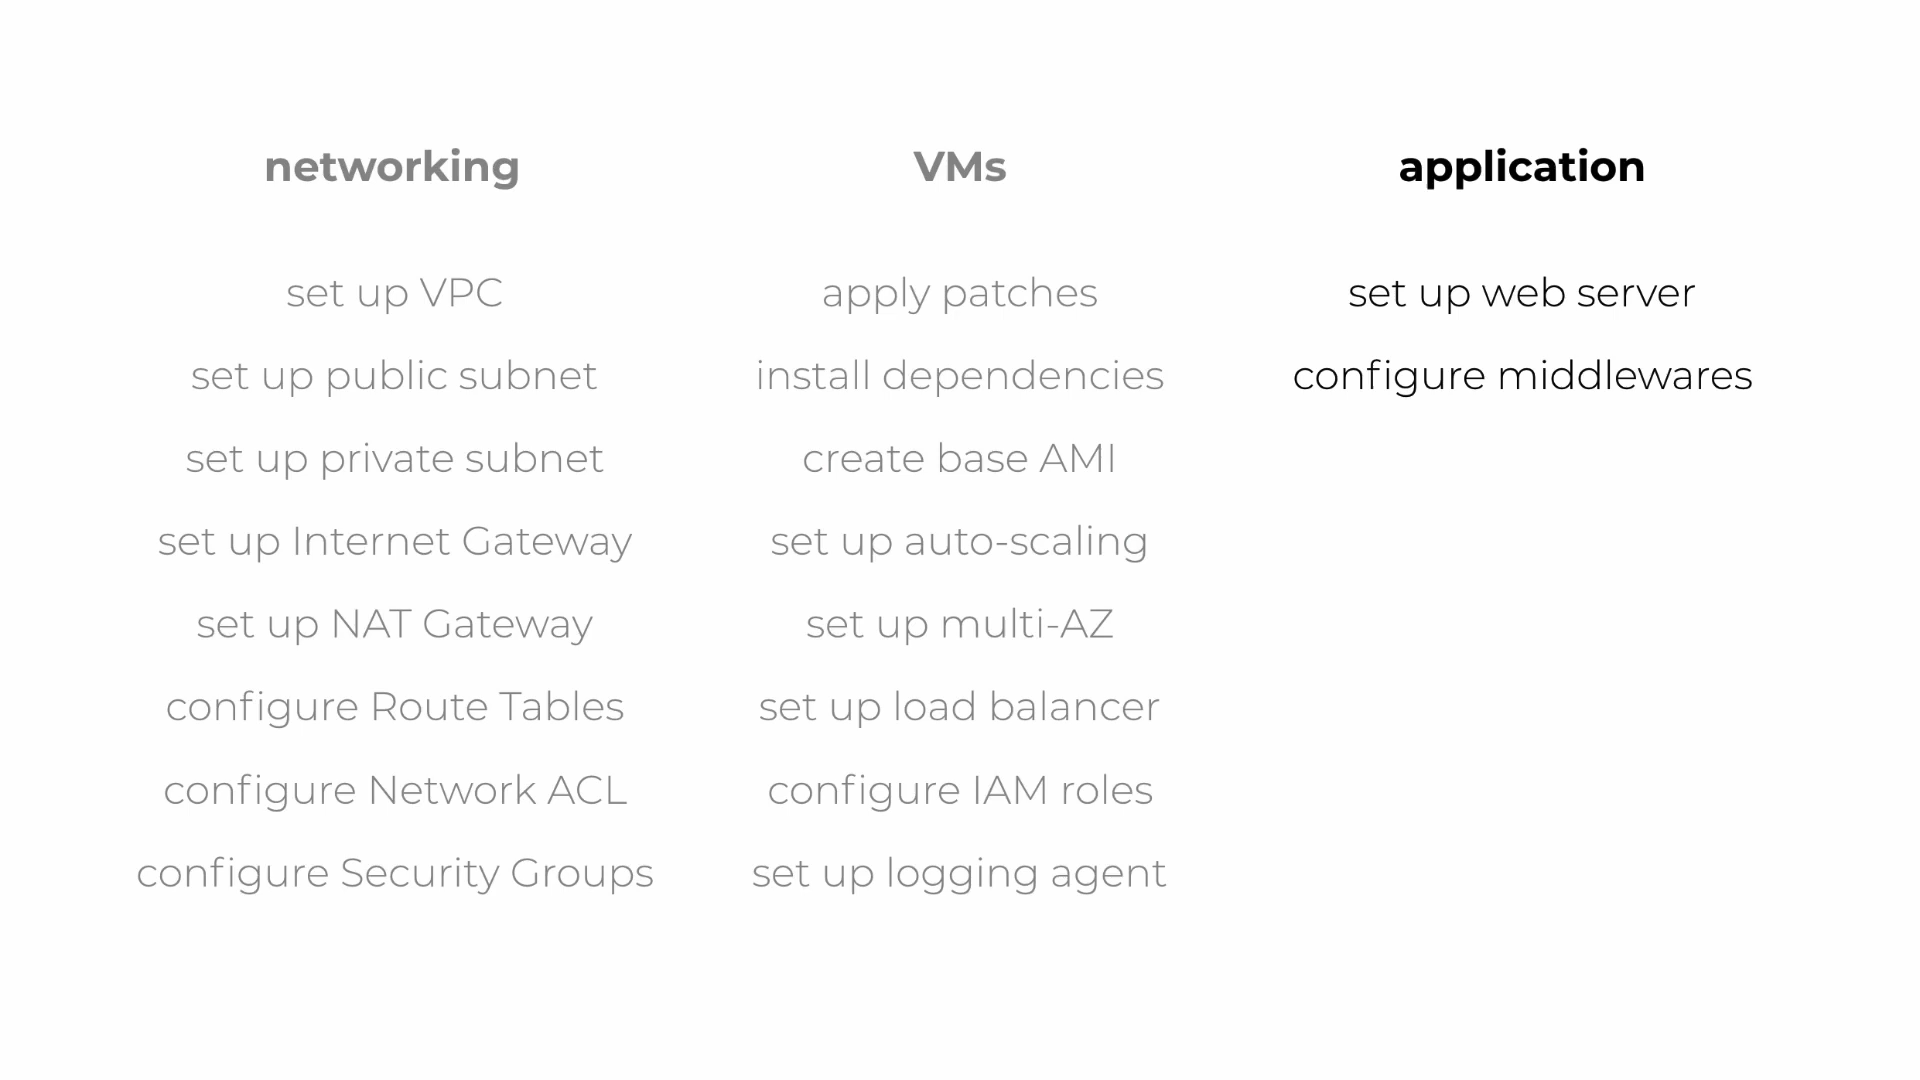 networking
set up VPC
set up public subnet
set up private subnet
set up Internet Gateway
set up NAT Gateway
configure Route Tables
configure Network ACL
configure Security Groups
VMs
apply patches
install dependencies
create base AMI
set up auto-scaling
set up multi-AZ
set up load balancer
configure IAM roles
set up logging agent
application
set up web server
configure middlewares